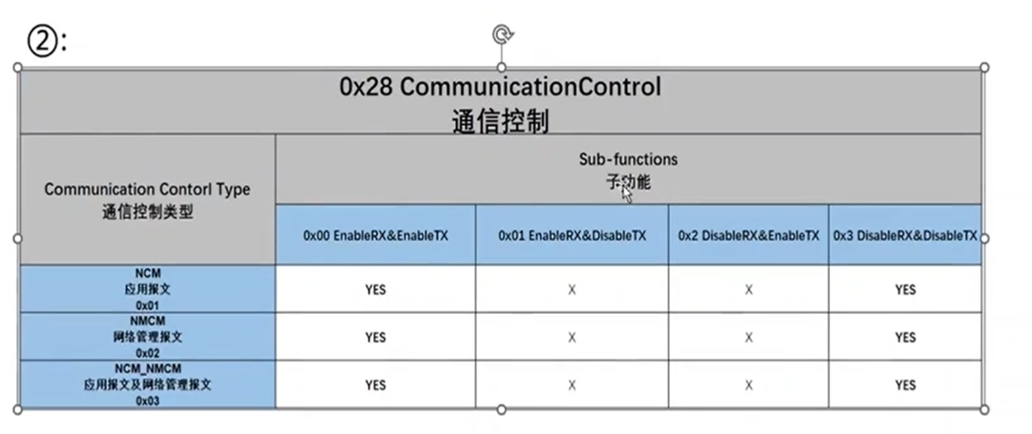 ②:
0x28 CommunicationControl
通信控制
Communication Contorl Type
通信控制类型
Sub-functions
子功能
0x00 EnableRX&EnableTX
0x01 EnableRX&DisableTX
0x2 DisableRX&EnableTX
0x3 DisableRX&DisableTX
NCM
应用报文
0x01
YES
X
X
YES
NMCM
网络管理报文
0x02
YES
X
X
YES
NCM_NMCM
应用报文及网络管理报文
0x03
YES
X
X
YES